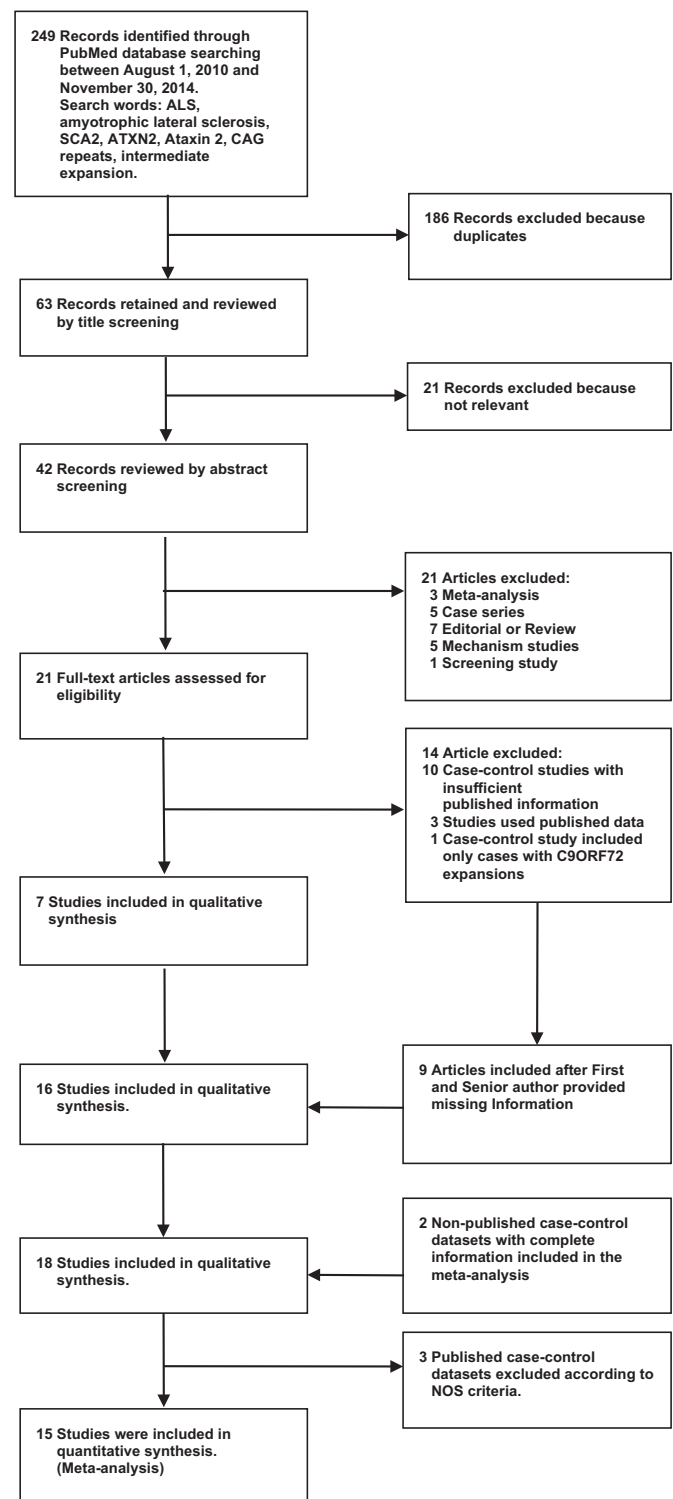 249 Records identified through
PubMed database searching
between August 1, 2010 and
November 30, 2014.
Search words: ALS,
amyotrophic lateral sclerosis,
SCA2, ATXN2, Ataxin 2, CAG
repeats, intermediate
expansion.
186 Records excluded because
duplicates
63 Records retained and reviewed
by title screening
21 Records excluded because
not relevant
42 Records reviewed by abstract
screening
21 Articles excluded:
3 Meta-analysis
5 Case series
7 Editorial or Review
5 Mechanism studies
1 Screening study
21 Full-text articles assessed for
eligibility
14 Article excluded:
10 Case-control studies with
insufficient
published information
3 Studies used published data
1 Case-control study included
only cases with C9ORF72
expansions
7 Studies included in qualitative
synthesis
9 Articles included after First
and Senior author provided
missing Information
16 Studies included in qualitative
synthesis.
2 Non-published case-control
datasets with complete
information included in the
meta-analysis
18 Studies included in qualitative
synthesis.
3 Published case-control
datasets excluded according to
NOS criteria.
15 Studies were included in
quantitative synthesis.
(Meta-analysis)